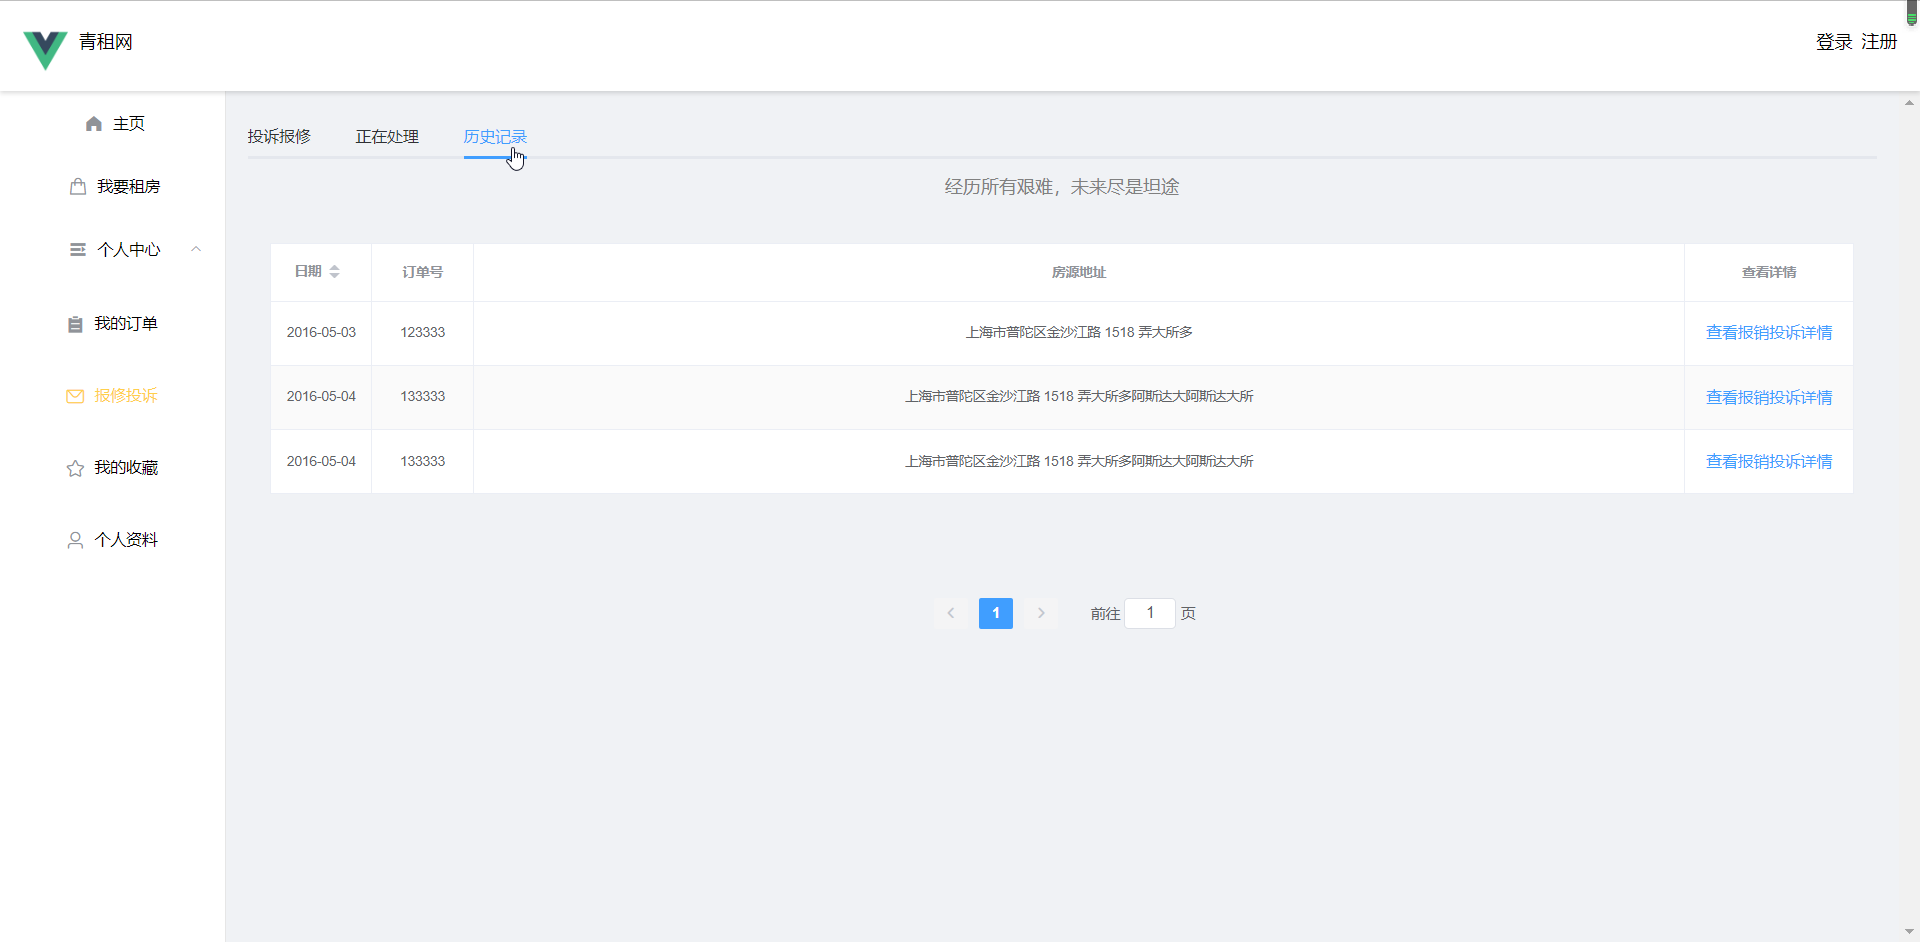 青租网
登录 注册
主页
我要租房
个人中心
我的订单
报修投诉
我的收藏
个人资料
投诉报修 正在处理 历史记录
经历所有艰难，未来尽是坦途
日期 订单号 房源地址 查看详情
2016-05-03 123333 上海市普陀区金沙江路 1518 弄大所多 查看报销投诉详情
2016-05-04 133333 上海市普陀区金沙江路 1518 弄大所多阿斯达大阿斯达大所 查看报销投诉详情
2016-05-04 133333 上海市普陀区金沙江路 1518 弄大所多阿斯达大阿斯达大所 查看报销投诉详情
1 前往 1 页